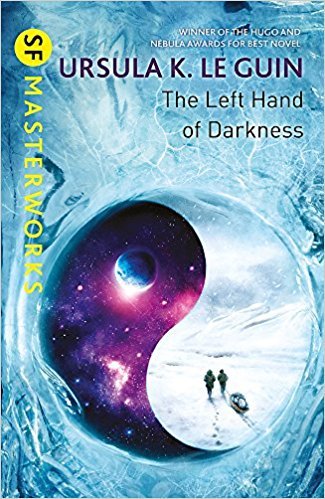 WINNER OF THE HUGO AND
NEBULA AWARDS FOR BEST NOVEL
URSULA K. LE GUIN
The Left Hand
of Darkness
SF MASTERWORKS